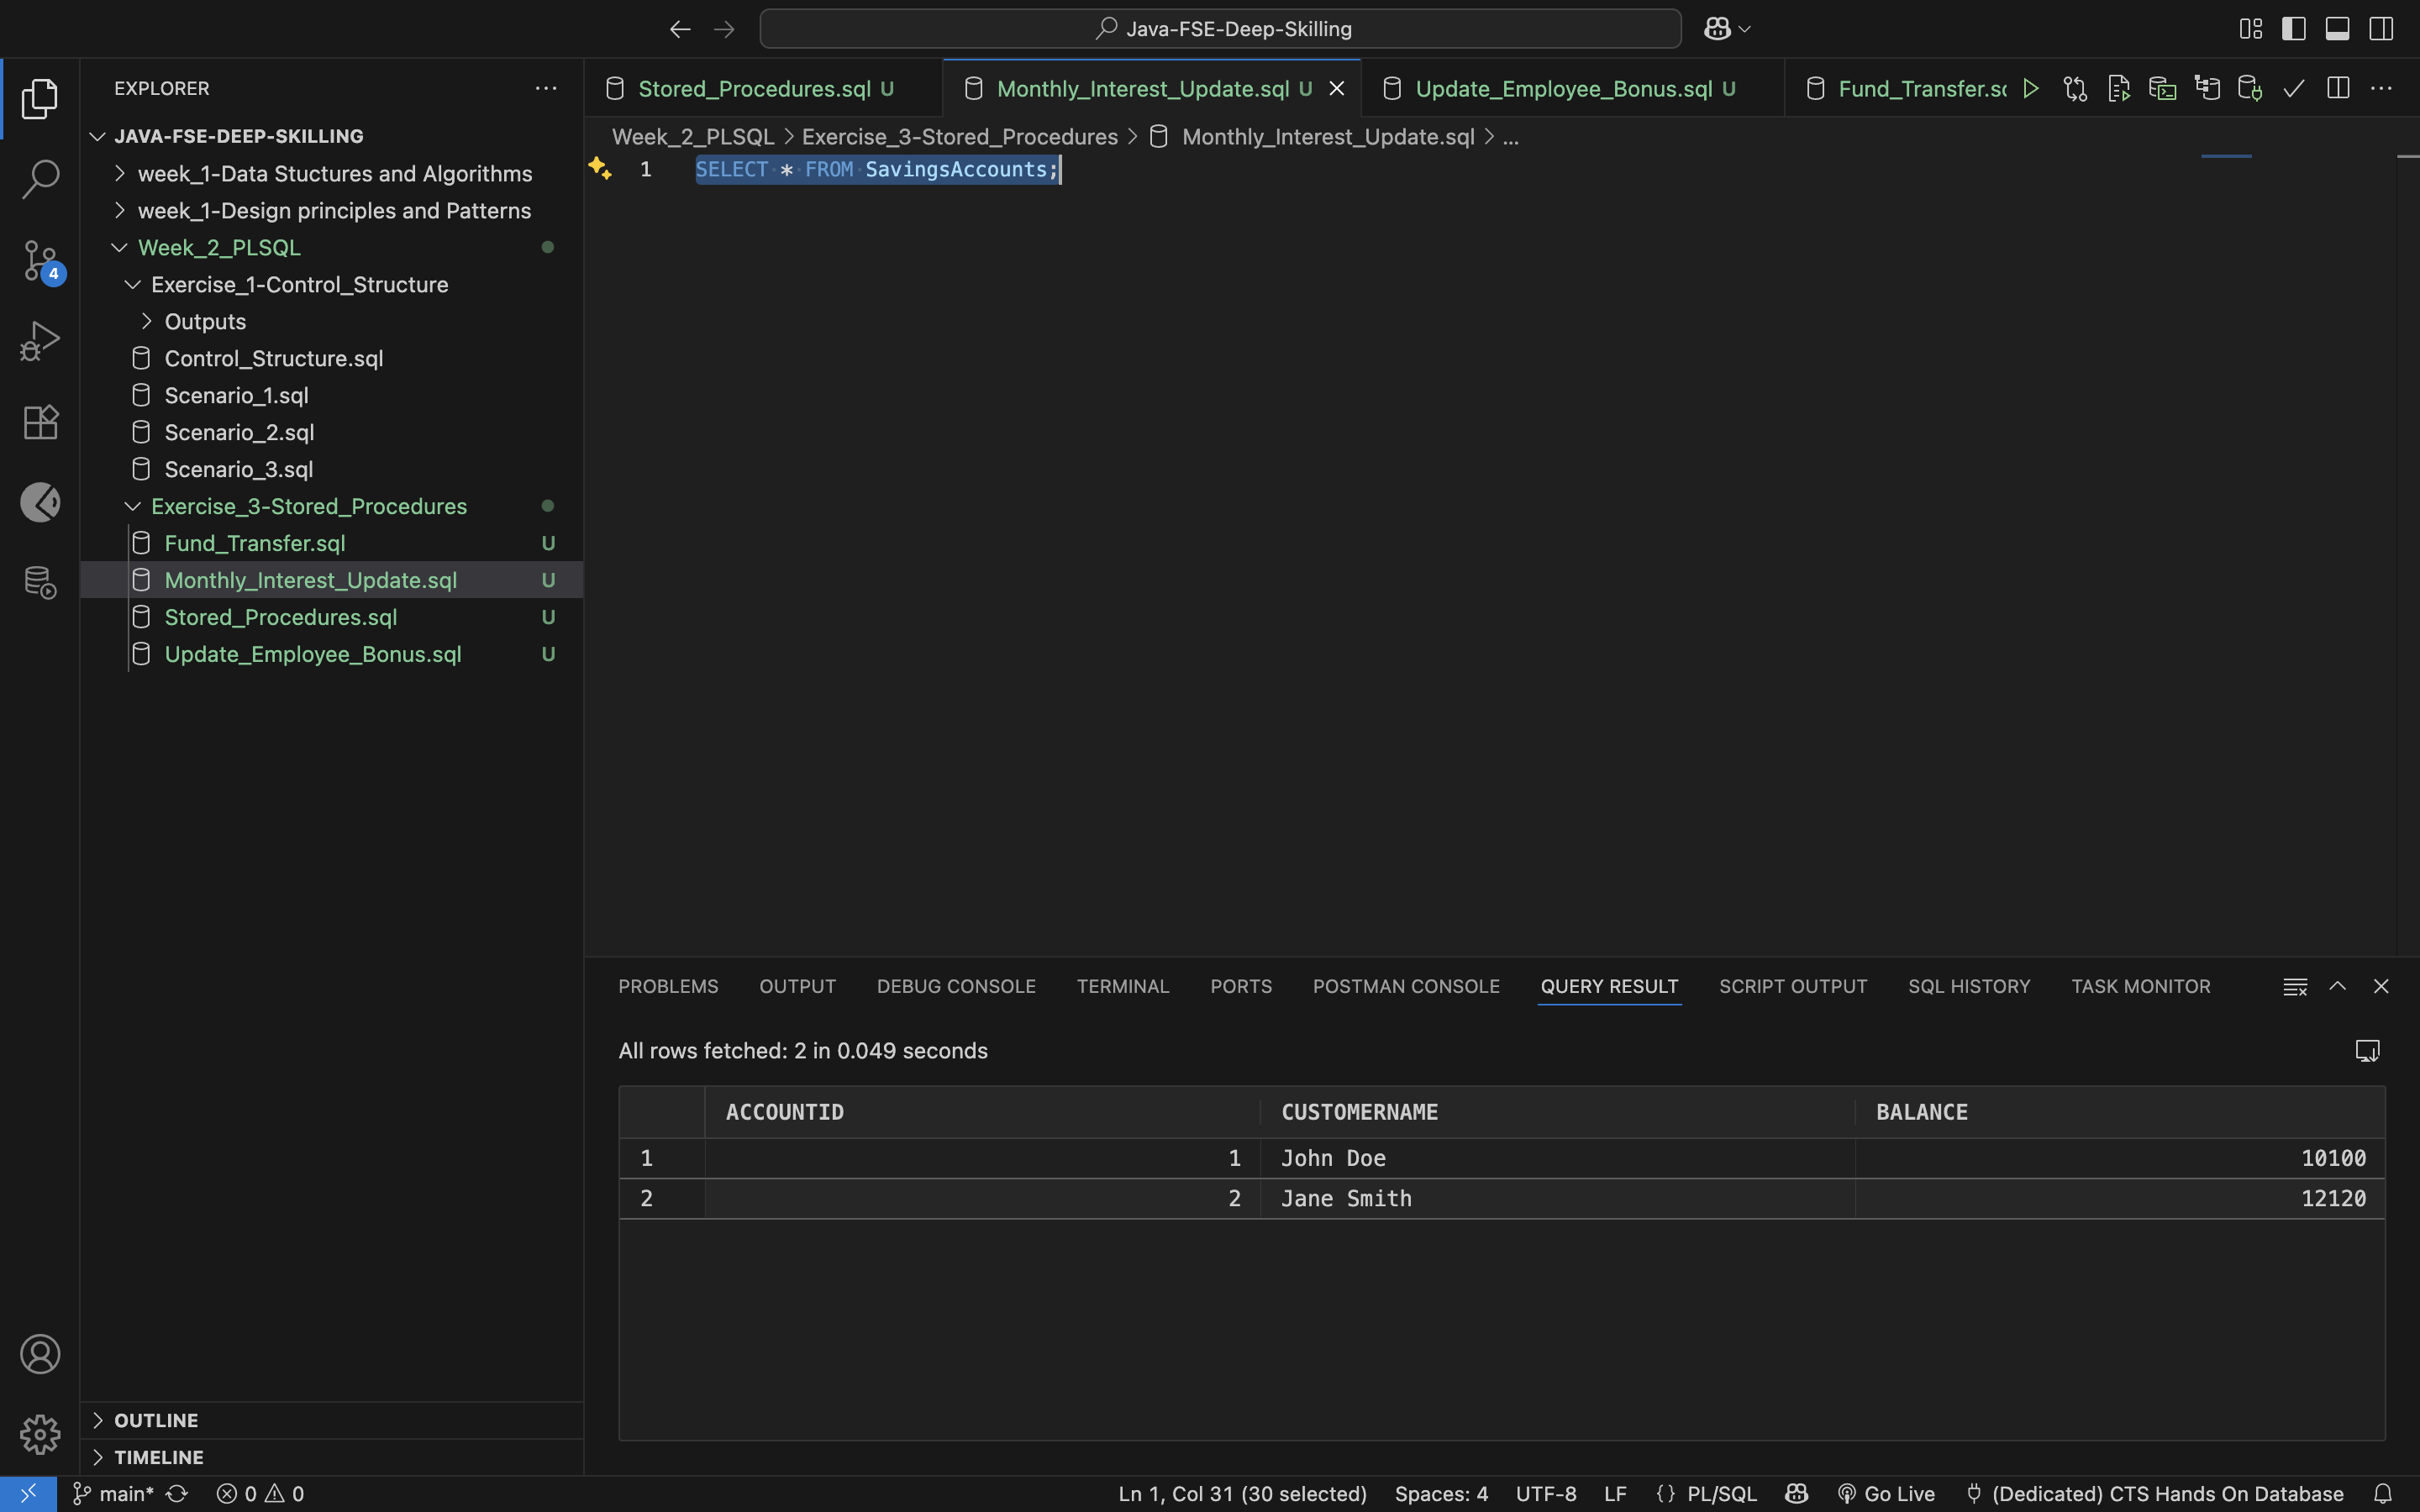 Java-FSE-Deep-Skilling
EXPLORER
JAVA-FSE-DEEP-SKILLING
week_1-Data Stuctures and Algorithms
week_1-Design principles and Patterns
Week_2_PLSQL
Exercise_1-Control_Structure
Outputs
Control_Structure.sql
Scenario_1.sql
Scenario_2.sql
Scenario_3.sql
Exercise_3-Stored_Procedures
Fund_Transfer.sql U
Monthly_Interest_Update.sql U
Stored_Procedures.sql U
Update_Employee_Bonus.sql U
4
OUTLINE
TIMELINE
Stored_Procedures.sql U Monthly_Interest_Update.sql U Update_Employee_Bonus.sql U Fund_Transfer.sc
Week_2_PLSQL > Exercise_3-Stored_Procedures > Monthly_Interest_Update.sql > ...
1 SELECT * FROM SavingsAccounts;
PROBLEMS OUTPUT DEBUG CONSOLE TERMINAL PORTS POSTMAN CONSOLE QUERY RESULT SCRIPT OUTPUT SQL HISTORY TASK MONITOR
All rows fetched: 2 in 0.049 seconds
ACCOUNTID CUSTOMERNAME BALANCE
1 1 John Doe 10100
2 2 Jane Smith 12120
main* 0 0 Ln 1, Col 31 (30 selected) Spaces: 4 UTF-8 LF {} PL/SQL Go Live (Dedicated) CTS Hands On Database